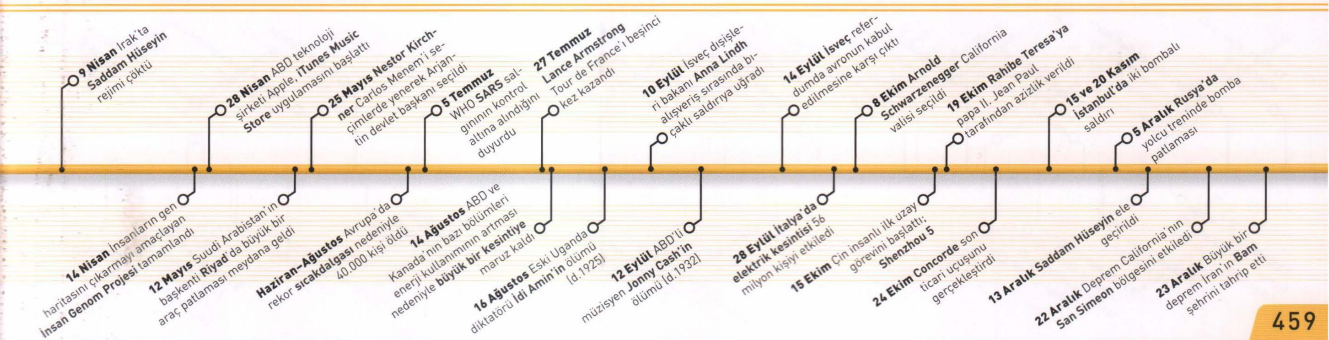 9 Nisan Irak'ta
Saddam Hüseyin
rejimi çöktü
28 Nisan ABD teknoloji
şirketi Apple, iTunes Music
Store uygulamasını başlattı
25 Mayıs Nestor Kirch-
ner Carlos Menem'i se-
çimlerde yenerek Arjan-
tin devlet başkanı seçildi
5 Temmuz
WHO SARS sal-
gınının kontrol
altına alındığını
duyurdu
27 Temmuz
Lance Armstrong
Tour de France'ı beşinci
kez kazandı
10 Eylül İsveç dışişle-
ri bakanı Anna Lindh
alışveriş sırasında bı-
çaklı saldırıya uğradı
14 Eylül İsveç refer-
dumda avronun kabul
edilmesine karşı çıktı
8 Ekim Arnold
Schwarzenegger California
valisi seçildi
19 Ekim Rahibe Teresa'ya
papa II. Jean Paul
tarafından azizlik verildi
15 ve 20 Kasım
İstanbul'da iki bombalı
saldırı
5 Aralık Rusya'da
yolcu treninde bomba
patlaması
14 Nisan İnsanların gen
haritasını çıkarmayı amaçlayan
İnsan Genom Projesi tamamlandı
12 Mayıs Suudi Arabistan'ın
başkenti Riyad'da büyük bir
araç patlaması meydana geldi
Haziran-Ağustos Avrupa'da
rekor sıcakdalgası nedeniyle
40.000 kişi öldü
14 Ağustos ABD ve
Kanada'nın bazı bölümleri
enerji kullanımının artması
nedeniyle büyük bir kesintiye
maruz kaldı
16 Ağustos Eski Uganda
diktatörü İdi Amin'in ölümü
(d.1925)
12 Eylül ABD'li
müzisyen Jonny Cash'in
ölümü (d.1932)
28 Eylül İtalya'da
elektrik kesintisi 56
milyon kişiyi etkiledi
15 Ekim Çin insanlı ilk uzay
görevini başlattı;
Shenzhou 5
24 Ekim Concorde son
ticari uçuşunu
gerçekleştirdi
13 Aralık Saddam Hüseyin ele
geçirildi
22 Aralık Deprem California'nın
San Simeon bölgesini etkiledi
23 Aralık Büyük bir
deprem İran'ın Bam
şehrini tahrip etti
459